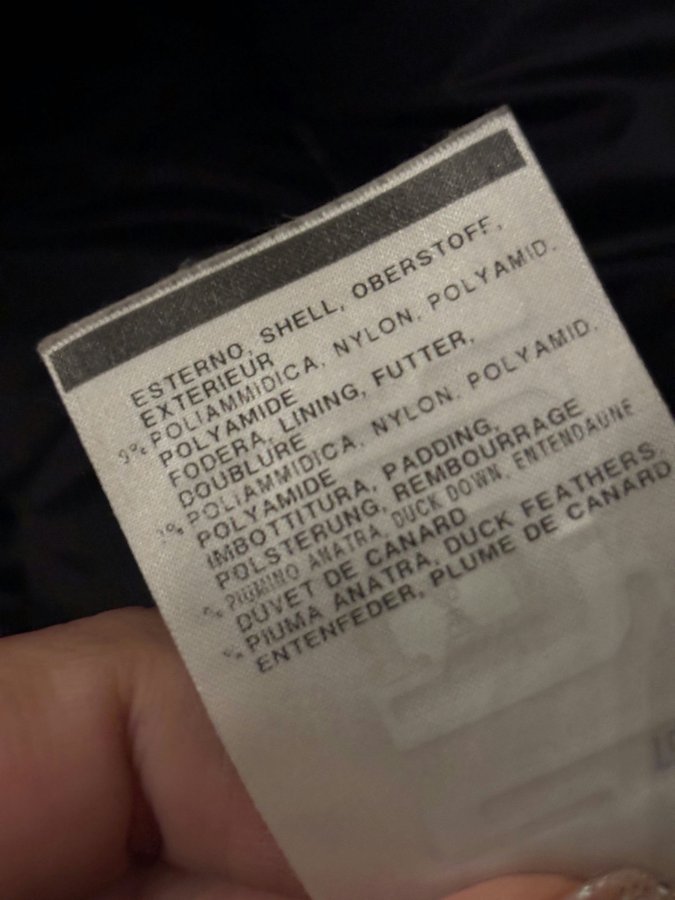 ESTERNO, SHELL, OBERSTOFF,
EXTERIEUR
% POLIAMMIDICA, NYLON, POLYAMID.
POLYAMIDE
FODERA, LINING, FUTTER,
DOUBLURE
% POLIAMMIDICA, NYLON, POLYAMID.
POLYAMIDE
IMBOTTITURA, PADDING,
POLSTERUNG, REMBOURRAGE
% PIUMINO ANATRA, DUCK DOWN, ENTENDAUNE
DUVET DE CANARD
% PIUMA ANATRA, DUCK FEATHERS,
ENTENFEDER, PLUME DE CANARD